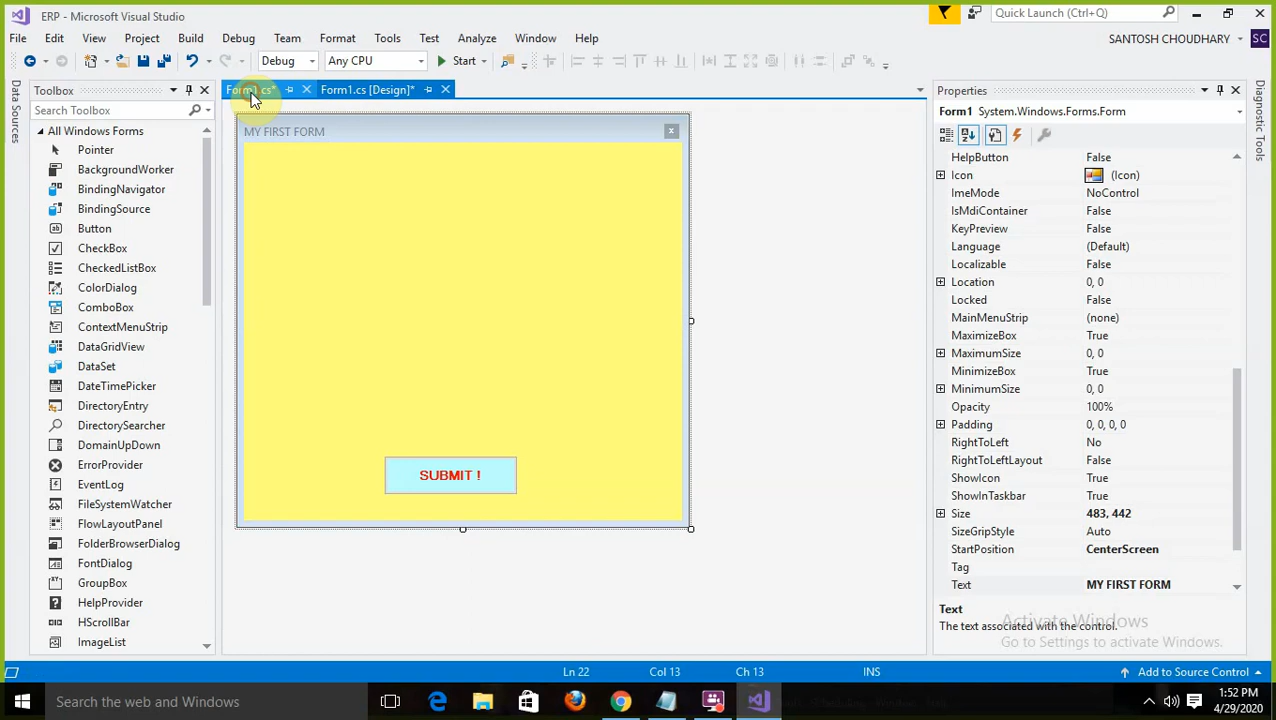 ERP - Microsoft Visual Studio
Quick Launch (Ctrl+Q)
File Edit View Project Build Debug Team Format Tools Test Analyze Window Help
SANTOSH CHOUDHARY SC
Debug Any CPU Start
Data Sources
Toolbox
Search Toolbox
All Windows Forms
Pointer
BackgroundWorker
BindingNavigator
BindingSource
Button
CheckBox
CheckedListBox
ColorDialog
ComboBox
ContextMenuStrip
DataGridView
DataSet
DateTimePicker
DirectoryEntry
DirectorySearcher
DomainUpDown
ErrorProvider
EventLog
FileSystemWatcher
FlowLayoutPanel
FolderBrowserDialog
FontDialog
GroupBox
HelpProvider
HScrollBar
ImageList
Form1.cs* Form1.cs [Design]*
MY FIRST FORM
SUBMIT !
Properties
Form1 System.Windows.Forms.Form
HelpButton False
Icon (Icon)
ImeMode NoControl
IsMdiContainer False
KeyPreview False
Language (Default)
Localizable False
Location 0, 0
Locked False
MainMenuStrip (none)
MaximizeBox True
MaximumSize 0, 0
MinimizeBox True
MinimumSize 0, 0
Opacity 100%
Padding 0, 0, 0, 0
RightToLeft No
RightToLeftLayout False
ShowIcon True
ShowInTaskbar True
Size 483, 442
SizeGripStyle Auto
StartPosition CenterScreen
Tag
Text MY FIRST FORM
Text
The text associated with the control.
Activate Windows
Go to Settings to activate Windows.
Diagnostic Tools
Ln 22 Col 13 Ch 13 INS Add to Source Control
Search the web and Windows
1:52 PM
4/29/2020